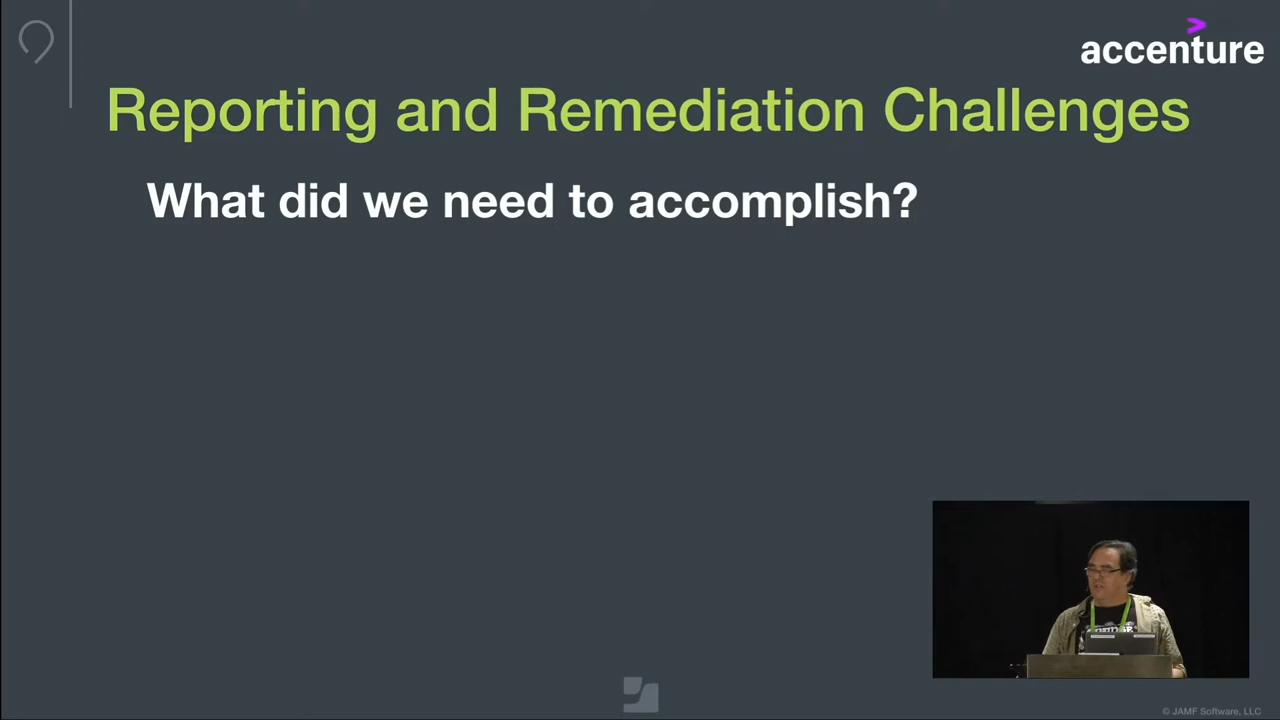 accenture
Reporting and Remediation Challenges
What did we need to accomplish?
© JAMF Software, LLC